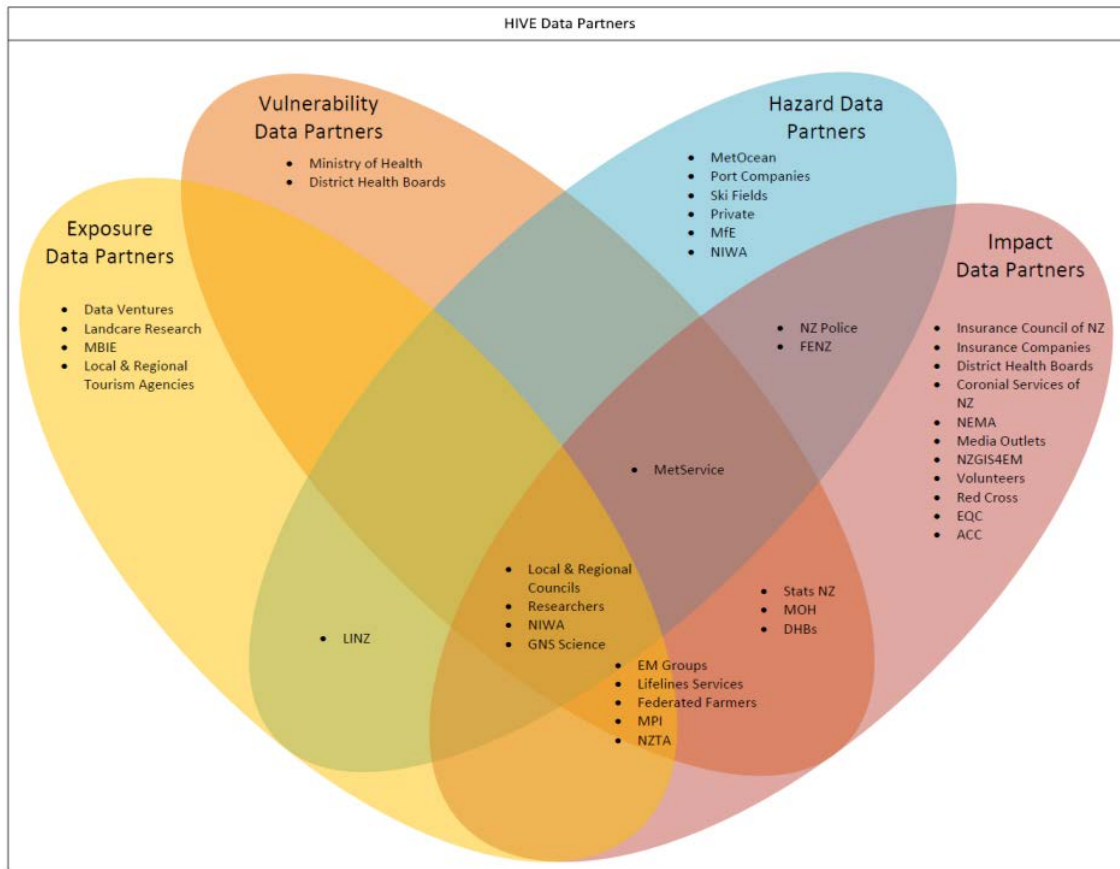 HIVE Data Partners
Vulnerability
Data Partners
• Ministry of Health
• District Health Boards
Hazard Data
Partners
• MetOcean
• Port Companies
• Ski Fields
• Private
• MfE
• NIWA
Exposure
Data Partners
• Data Ventures
• Landcare Research
• MBIE
• Local & Regional
Tourism Agencies
Impact
Data Partners
• Insurance Council of NZ
• Insurance Companies
• District Health Boards
• Coronial Services of
NZ
• NEMA
• Media Outlets
• NZGIS4EM
• Volunteers
• Red Cross
• EQC
• ACC
• NZ Police
• FENZ
• MetService
• Local & Regional
Councils
• Researchers
• NIWA
• GNS Science
• Stats NZ
• MOH
• DHBs
• LINZ
• EM Groups
• Lifelines Services
• Federated Farmers
• MPI
• NZTA